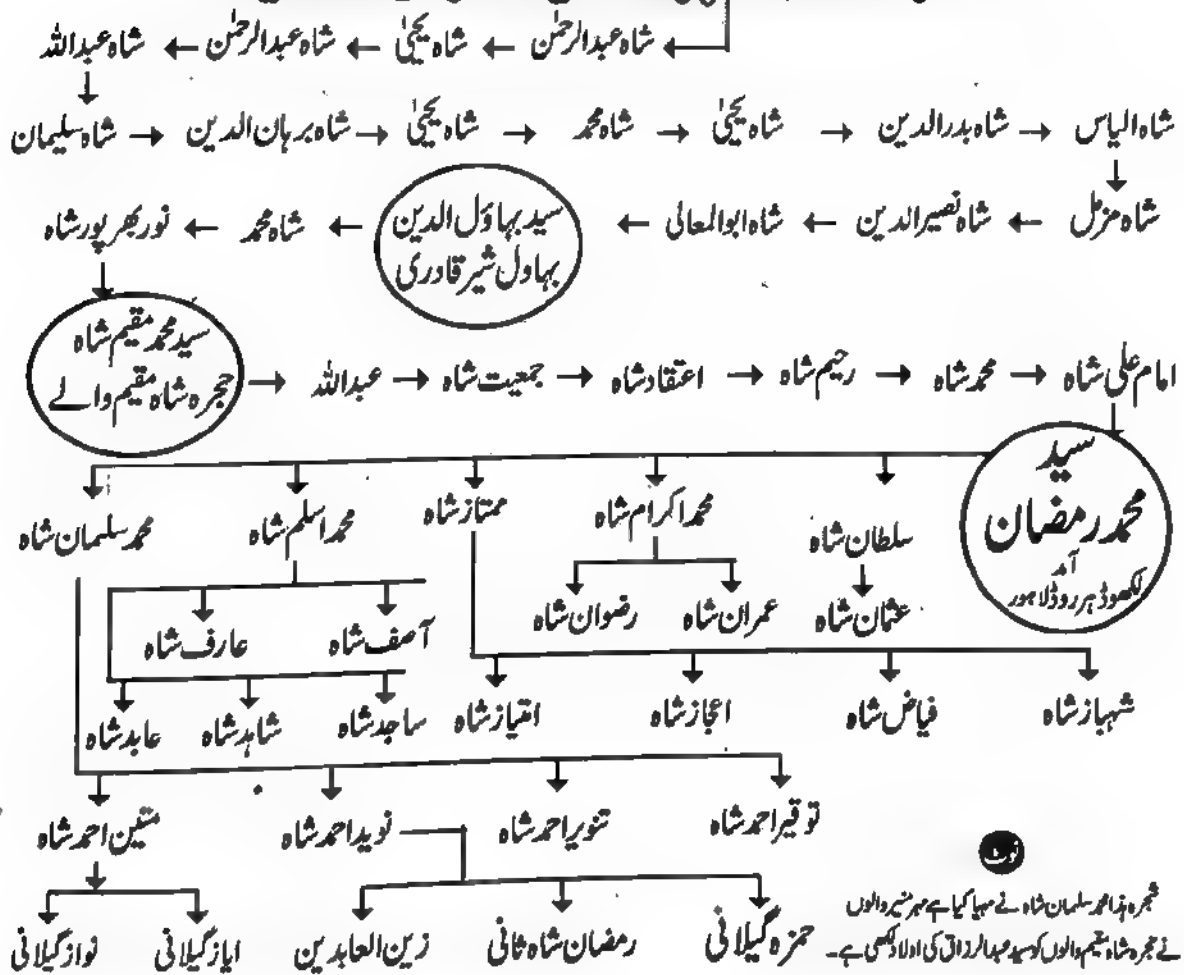 شاہ عبدالرحمٰن شاہ یحییٰ شاہ عبدالرحمٰن شاہ عبداللہ
شاہ الیاس شاہ بدرالدین شاہ یحییٰ شاہ محمد شاہ یحییٰ شاہ برہان الدین شاہ سلیمان
شاہ مزمل شاہ نصیرالدین شاہ ابوالمعالی سید بہاؤل الدین شاہ محمد نور بھرپور شاہ
بہاول شیر قادری
سید محمد مقیم شاہ
امام علی شاہ محمد شاہ رحیم شاہ اعتقاد شاہ جمعیت شاہ عبداللہ حجرہ شاہ مقیم والے
سید
محمد رمضان
آمد
لکھوڈہر روڈ لاہور
سلطان شاہ محمد اکرام شاہ ممتاز شاہ محمد اسلم شاہ محمد سلیمان شاہ
عثمان شاہ عمران شاہ رضوان شاہ آصف شاہ عارف شاہ
شہباز شاہ فیاض شاہ اعجاز شاہ امتیاز شاہ ساجد شاہ شاہد شاہ عابد شاہ
توقیر احمد شاہ تنویر احمد شاہ نوید احمد شاہ متین احمد شاہ
حمزہ گیلانی رمضان شاہ ثانی زین العابدین ایاز گیلانی نواز گیلانی
نوٹ
شجرہ ہذا محمد سلمان شاہ نے مہیا کیا ہے مہر منیر والوں
نے حجرہ شاہ مقیم والوں کو سید عبدالرزاق کی اولاد لکھی ہے۔